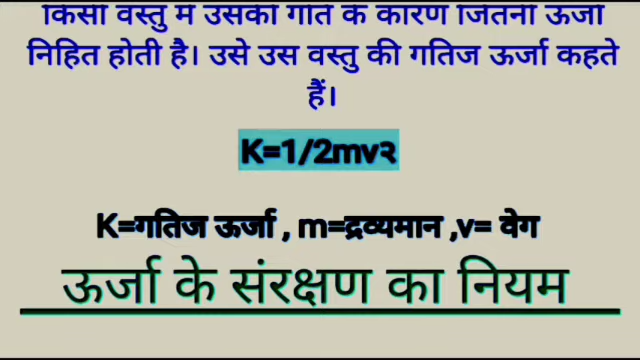 किसी वस्तु में उसकी गति के कारण जितनी ऊर्जा
निहित होती है। उसे उस वस्तु की गतिज ऊर्जा कहते
हैं।
K=1/2mv२
K=गतिज ऊर्जा , m=द्रव्यमान ,v= वेग
ऊर्जा के संरक्षण का नियम